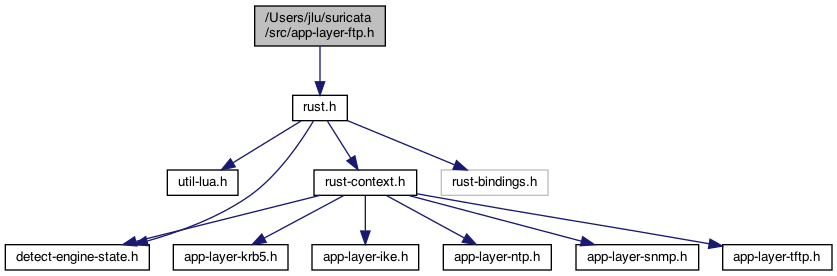 /Users/jlu/suricata
/src/app-layer-ftp.h
rust.h
util-lua.h
rust-context.h
rust-bindings.h
detect-engine-state.h
app-layer-krb5.h
app-layer-ike.h
app-layer-ntp.h
app-layer-snmp.h
app-layer-tftp.h